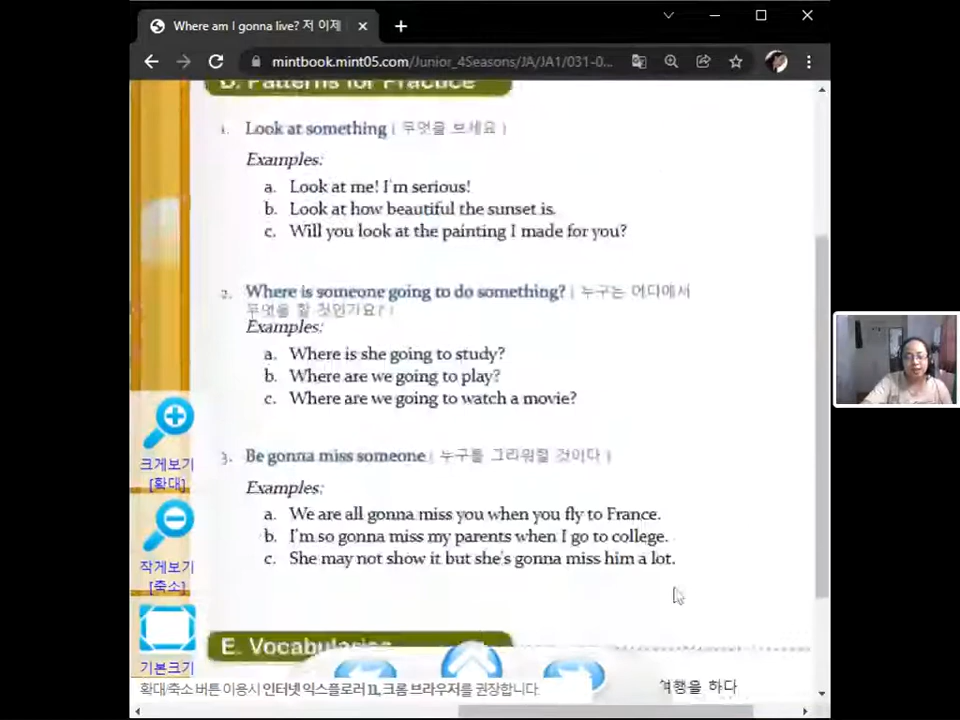 Where am I gonna live? 저 이제
mintbook.mint05.com/Junior_4Seasons/JA/JA1/031-0...
D. Patterns for Practice
1. Look at something ( 무엇을 보세요 )
Examples:
a. Look at me! I'm serious!
b. Look at how beautiful the sunset is.
c. Will you look at the painting I made for you?
2. Where is someone going to do something? ( 누구는 어디에서
무엇을 할 것인가요? )
Examples:
a. Where is she going to study?
b. Where are we going to play?
c. Where are we going to watch a movie?
3. Be gonna miss someone ( 누구를 그리워할 것이다 )
Examples:
a. We are all gonna miss you when you fly to France.
b. I'm so gonna miss my parents when I go to college.
c. She may not show it but she's gonna miss him a lot.
크게보기
[확대]
작게보기
[축소]
기본크기
E. Vocabularies
여행을 하다
확대/축소 버튼 이용시 인터넷 익스플로러 11, 크롬 브라우저를 권장합니다.